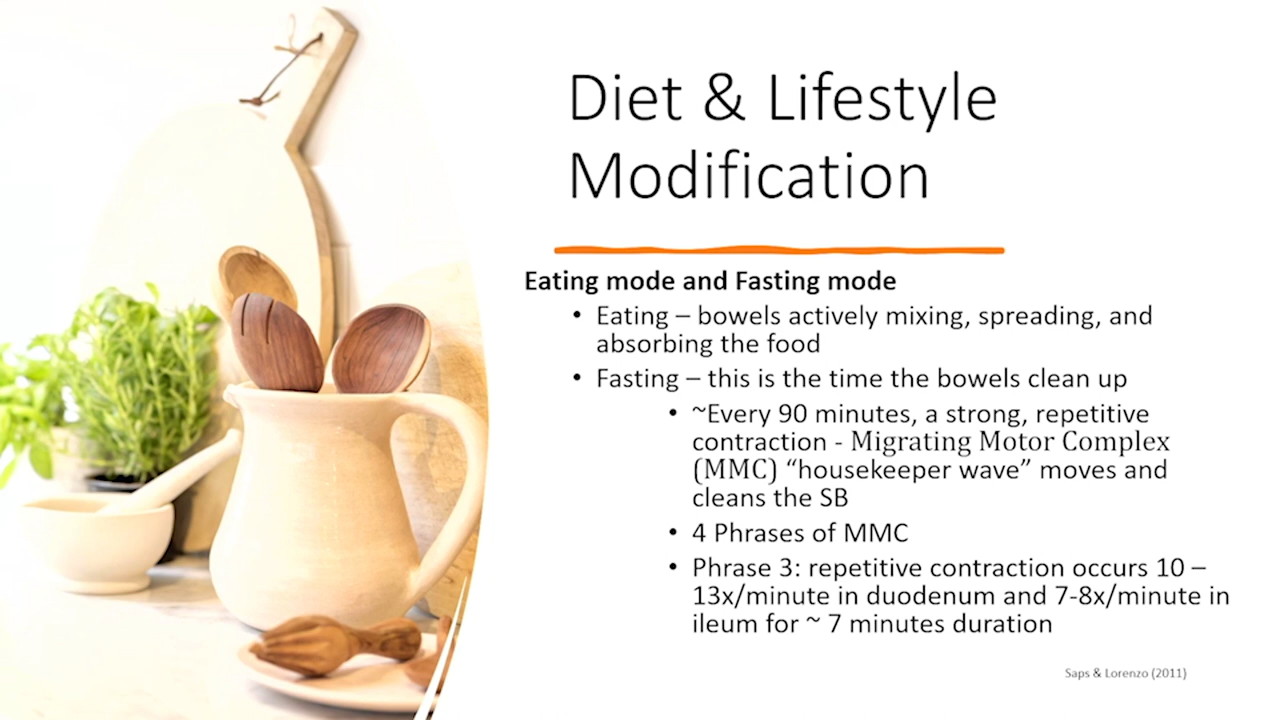 Diet & Lifestyle
Modification
Eating mode and Fasting mode
• Eating – bowels actively mixing, spreading, and
absorbing the food
• Fasting – this is the time the bowels clean up
• ~Every 90 minutes, a strong, repetitive
contraction - Migrating Motor Complex
(MMC) “housekeeper wave” moves and
cleans the SB
• 4 Phrases of MMC
• Phrase 3: repetitive contraction occurs 10 –
13x/minute in duodenum and 7-8x/minute in
ileum for ~ 7 minutes duration
Saps & Lorenzo (2011)